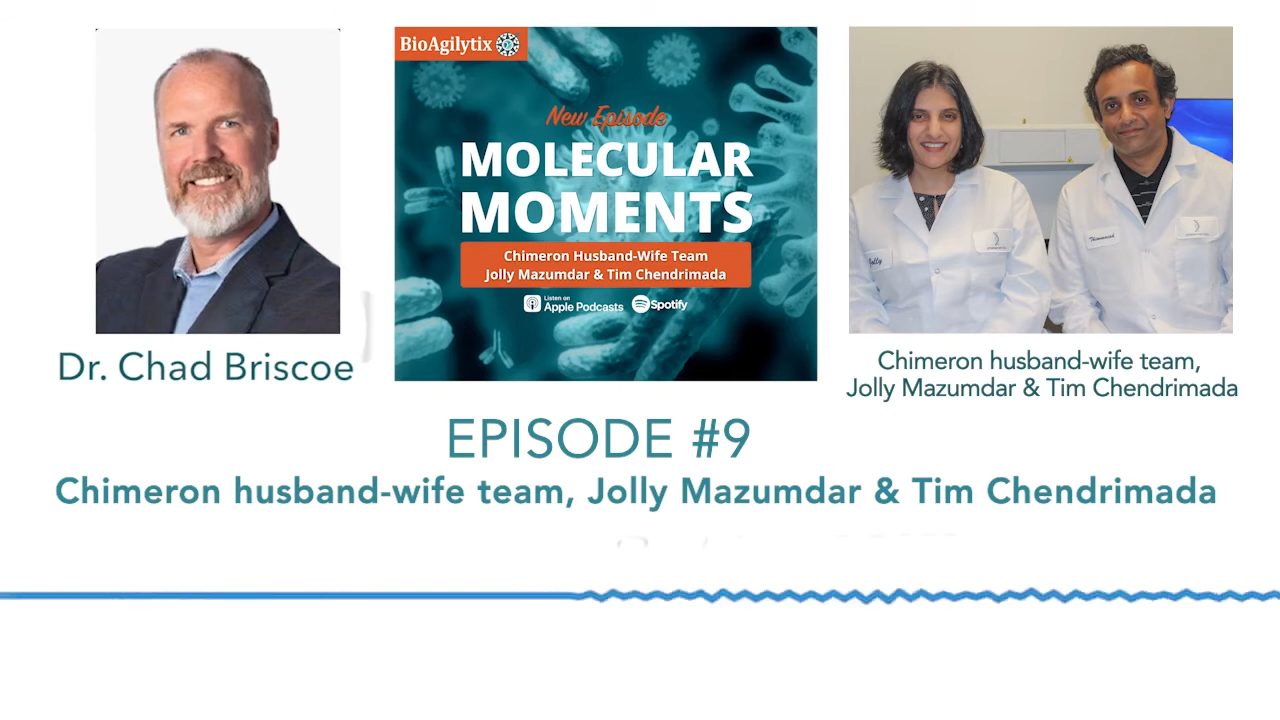 BioAgilytix
New Episode
MOLECULAR
MOMENTS
Chimeron Husband-Wife Team
Jolly Mazumdar & Tim Chendrimada
Listen on
Apple Podcasts
Spotify
Jolly
Dr. Chad Briscoe
Chimeron husband-wife team,
Jolly Mazumdar & Tim Chendrimada
EPISODE #9
Chimeron husband-wife team, Jolly Mazumdar & Tim Chendrimada